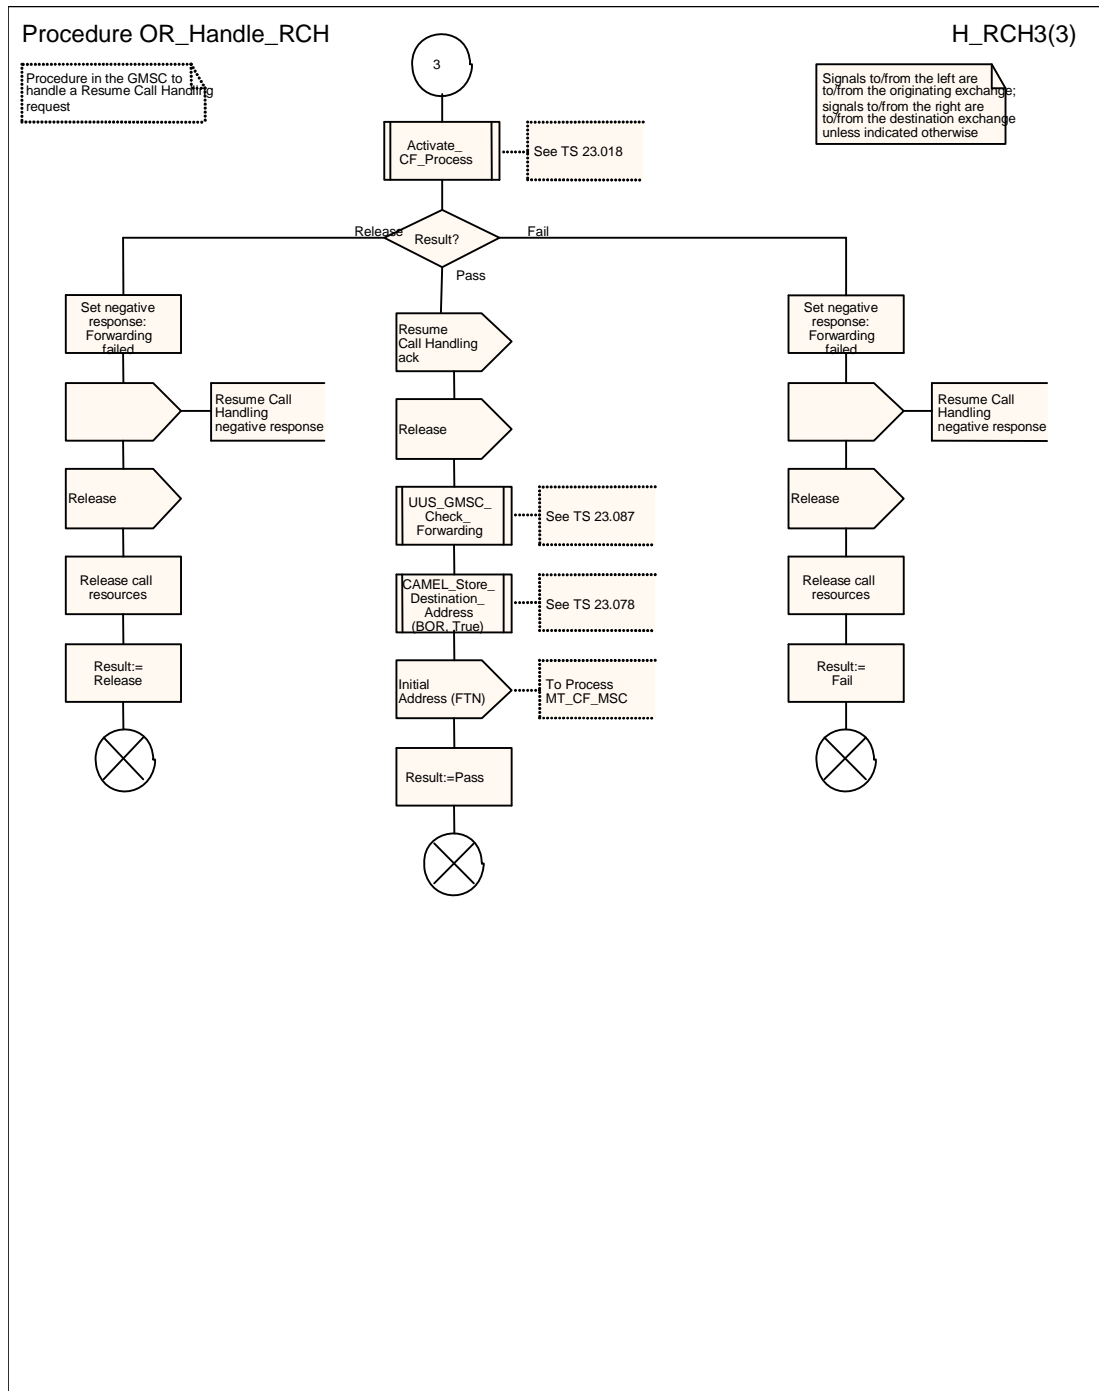 Procedure OR_Handle_RCH
H_RCH3(3)
Procedure in the GMSC to
handle a Resume Call Handling
request
3
Signals to/from the left are
to/from the originating exchange;
signals to/from the right are
to/from the destination exchange
unless indicated otherwise
Activate_
CF_Process
See TS 23.018
Release
Result?
Fail
Pass
Set negative
response:
Forwarding
failed
Resume Call
Handling
negative response
Release
Release call
resources
Result:=
Release
Resume
Call Handling
ack
Release
UUS_GMSC_
Check_
Forwarding
See TS 23.087
CAMEL_Store_
Destination_
Address
(BOR, True)
See TS 23.078
Initial
Address (FTN)
To Process
MT_CF_MSC
Result:=Pass
Set negative
response:
Forwarding
failed
Resume Call
Handling
negative response
Release
Release call
resources
Result:=
Fail